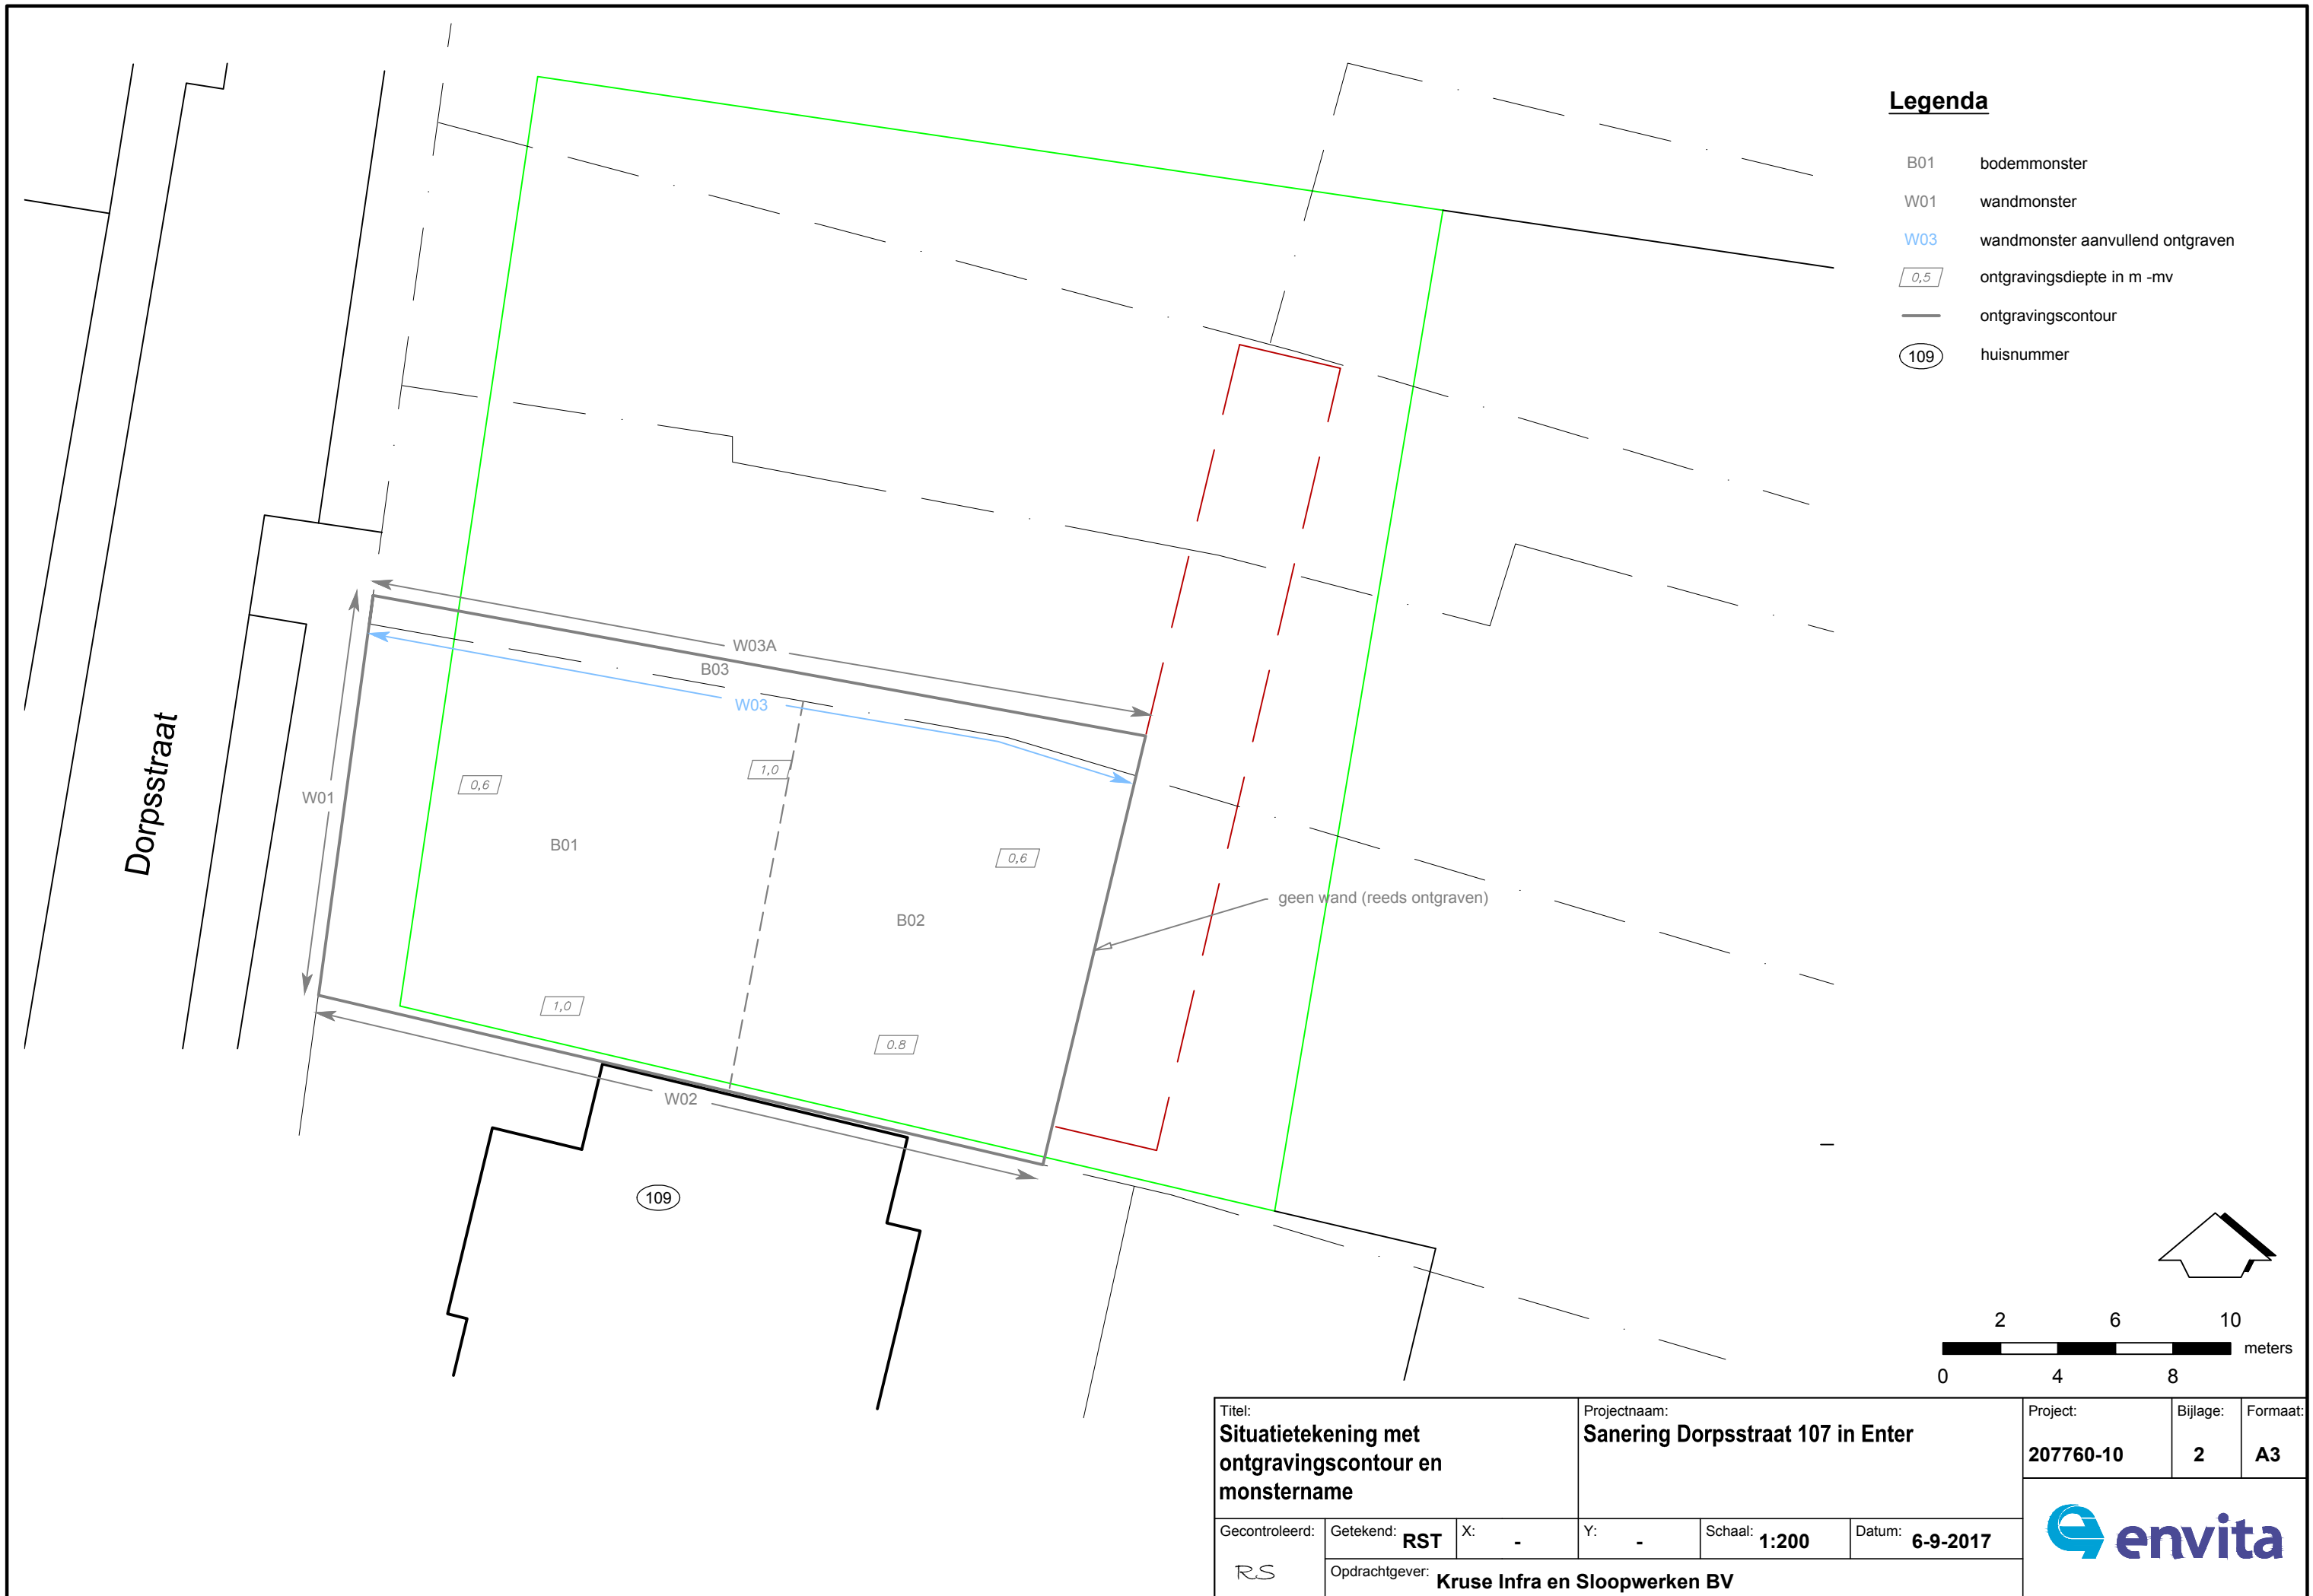 Legenda
B01 bodemmonster
W01 wandmonster
W03 wandmonster aanvullend ontgraven
0,5 ontgravingsdiepte in m -mv
ontgravingscontour
109 huisnummer
Dorpsstraat
W03A
B03
W03
W01
0,6
1,0
B01
0,6
B02
geen wand (reeds ontgraven)
1,0
0.8
W02
109
2 6 10
meters
0 4 8
Titel:
Situatietekening met
ontgravingscontour en
monstername
Projectnaam:
Sanering Dorpsstraat 107 in Enter
Project:
207760-10
Bijlage:
2
Formaat:
A3
Gecontroleerd:
RS
Getekend: RST
X: -
Y: -
Schaal: 1:200
Datum: 6-9-2017
Opdrachtgever: Kruse Infra en Sloopwerken BV
envita